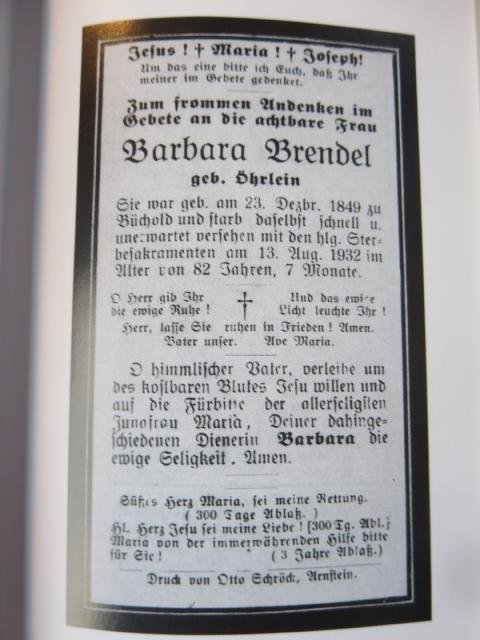 Jesus! † Maria! † Joseph!
Um das eine bitte ich Euch, daß Ihr
meiner im Gebete gedenket.
Zum frommen Andenken im
Gebete an die achtbare Frau
Barbara Brendel
geb. Öhrlein
Sie war geb. am 23. Dezbr. 1849 zu
Büchold und starb daselbst schnell u.
unerwartet versehen mit den hlg. Ster-
besakramenten am 13. Aug. 1932 im
Alter von 82 Jahren, 7 Monate.
O Herr gib Ihr
die ewige Ruhe!
†
Und das ewige
Licht leuchte Ihr!
Herr, lasse Sie ruhen in Frieden! Amen.
Vater unser. Ave Maria.
O himmlischer Vater, verleihe um
des kostbaren Blutes Jesu willen und
auf die Fürbitte der allerseligsten
Jungfrau Maria, Deiner dahinge-
schiedenen Dienerin Barbara die
ewige Seligkeit. Amen.
Süßes Herz Maria, sei meine Rettung.
(300 Tage Ablaß.)
Hl. Herz Jesu sei meine Liebe! [300 Tg. Abl.]
Maria von der immerwährenden Hilfe bitte
für Sie! (3 Jahre Ablaß.)
Druck von Otto Schröck, Arnstein.